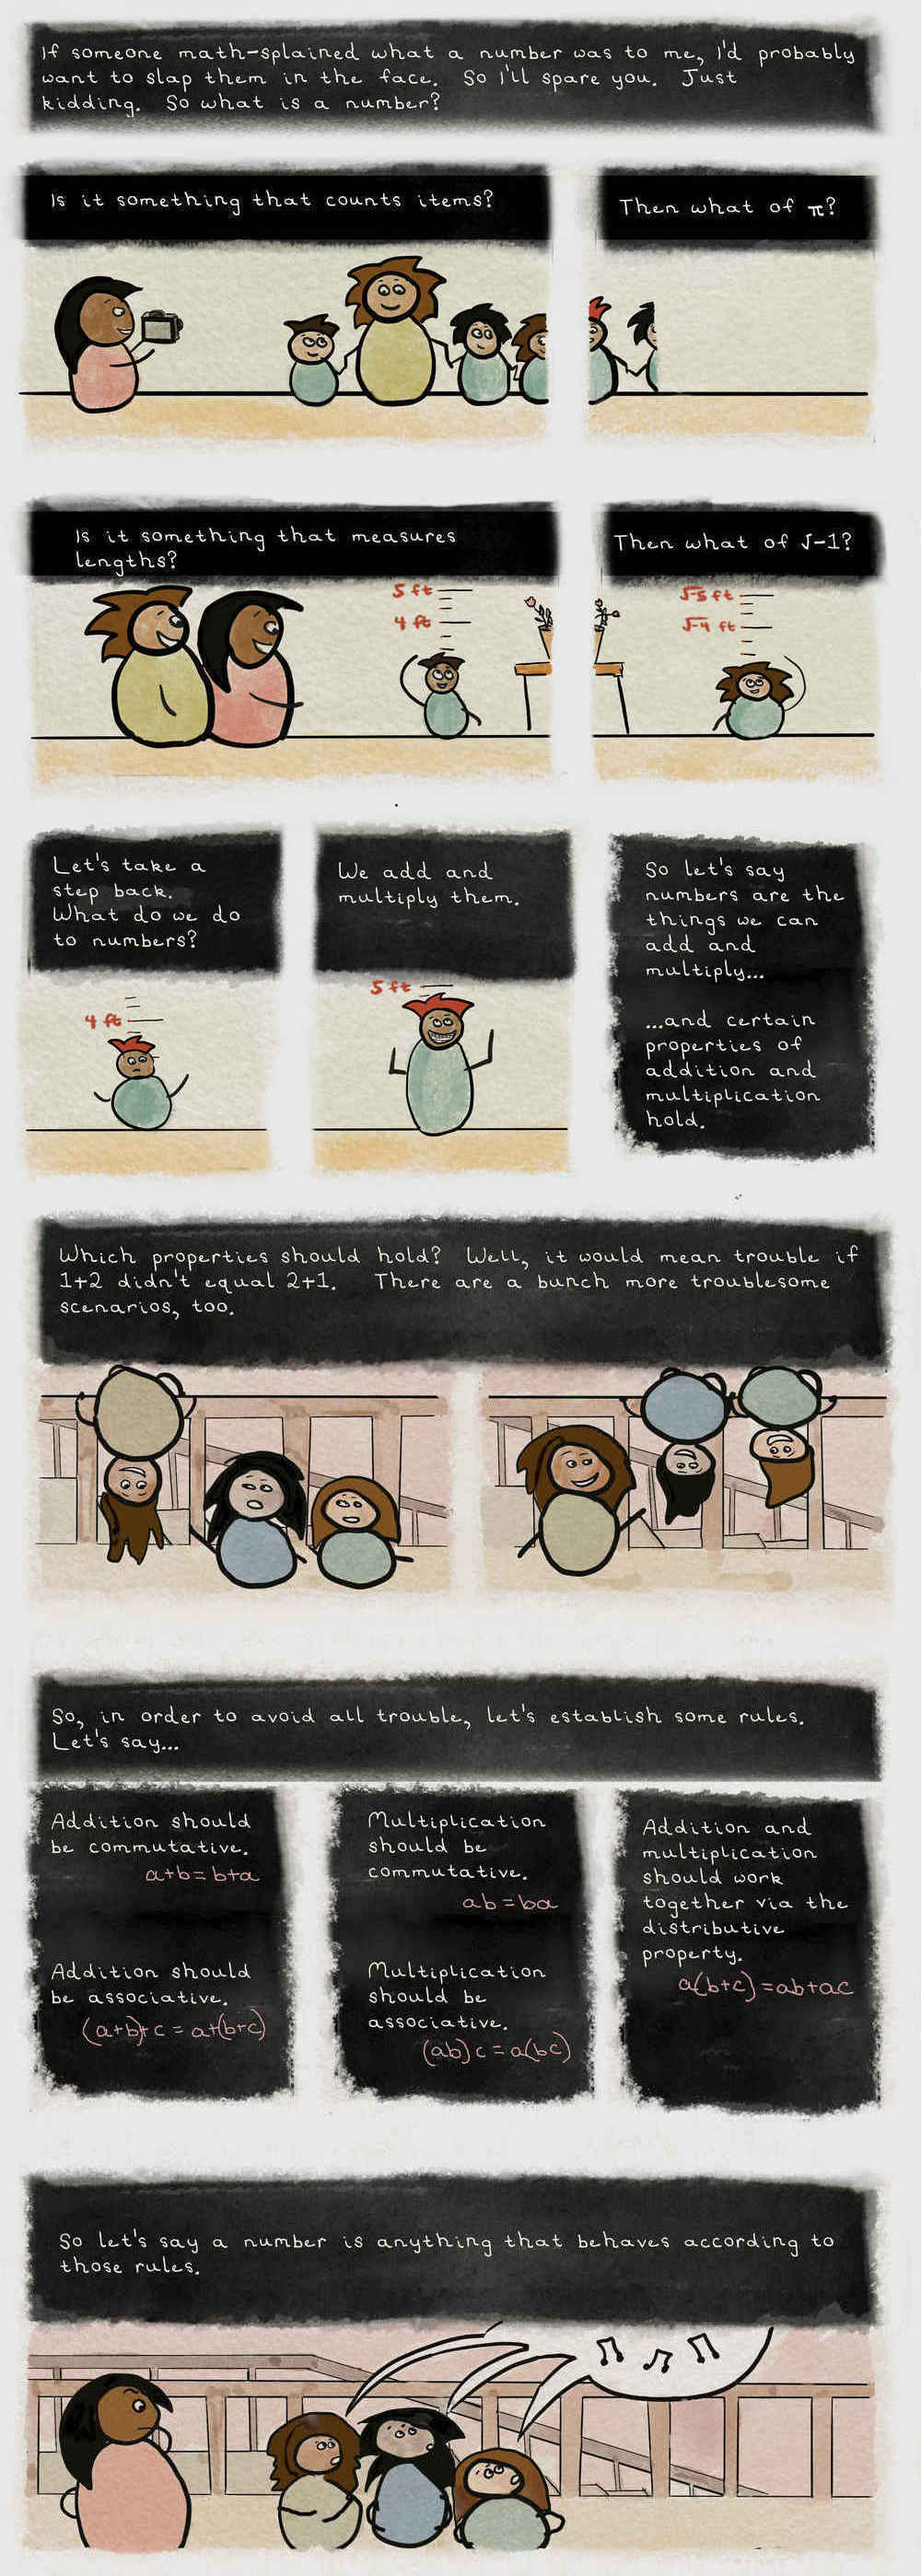 If someone math-splained what a number was to me, I'd probably
want to slap them in the face. So I'll spare you. Just
kidding. So what is a number?
Is it something that counts items?
Then what of π?
Is it something that measures
lengths?
5 ft
4 ft
Then what of √-1?
√-5 ft
√-4 ft
Let's take a
step back.
What do we do
to numbers?
4 ft
We add and
multiply them.
5 ft
So let's say
numbers are the
things we can
add and
multiply...
...and certain
properties of
addition and
multiplication
hold.
Which properties should hold? Well, it would mean trouble if
1+2 didn't equal 2+1. There are a bunch more troublesome
scenarios, too.
So, in order to avoid all trouble, let's establish some rules.
Let's say...
Addition should
be commutative.
a+b=b+a
Addition should
be associative.
(a+b)+c = a+(b+c)
Multiplication
should be
commutative.
ab=ba
Multiplication
should be
associative.
(ab)c=a(bc)
Addition and
multiplication
should work
together via the
distributive
property.
a(b+c)=ab+ac
So let's say a number is anything that behaves according to
those rules.